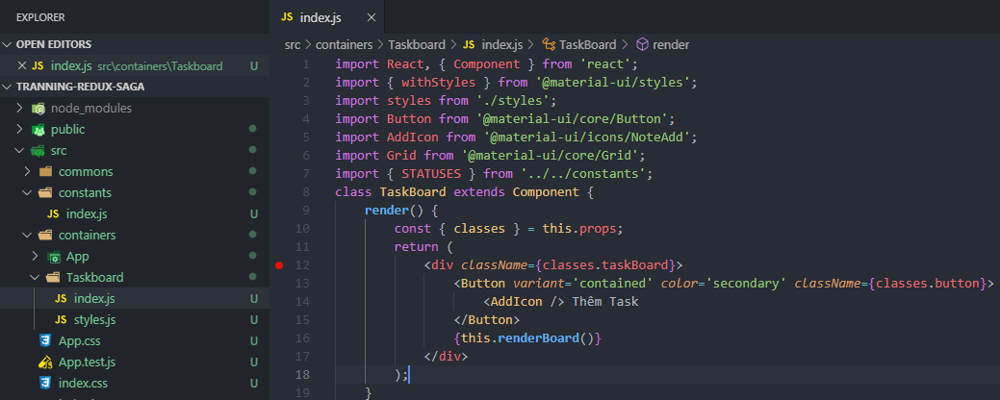 EXPLORER
OPEN EDITORS
JS index.js src\containers\Taskboard U
TRANNING-REDUX-SAGA
node_modules
public
src
commons
constants
JS index.js U
containers
App
Taskboard
JS index.js U
JS styles.js U
App.css U
App.test.js U
index.css U
JS index.js
src > containers > Taskboard > JS index.js > TaskBoard > render
1 import React, { Component } from 'react';
2 import { withStyles } from '@material-ui/styles';
3 import styles from './styles';
4 import Button from '@material-ui/core/Button';
5 import AddIcon from '@material-ui/icons/NoteAdd';
6 import Grid from '@material-ui/core/Grid';
7 import { STATUSES } from '../../constants';
8 class TaskBoard extends Component {
9 render() {
10 const { classes } = this.props;
11 return (
12 <div className={classes.taskBoard}>
13 <Button variant='contained' color='secondary' className={classes.button}>
14 <AddIcon /> Thêm Task
15 </Button>
16 {this.renderBoard()}
17 </div>
18 );
19 }